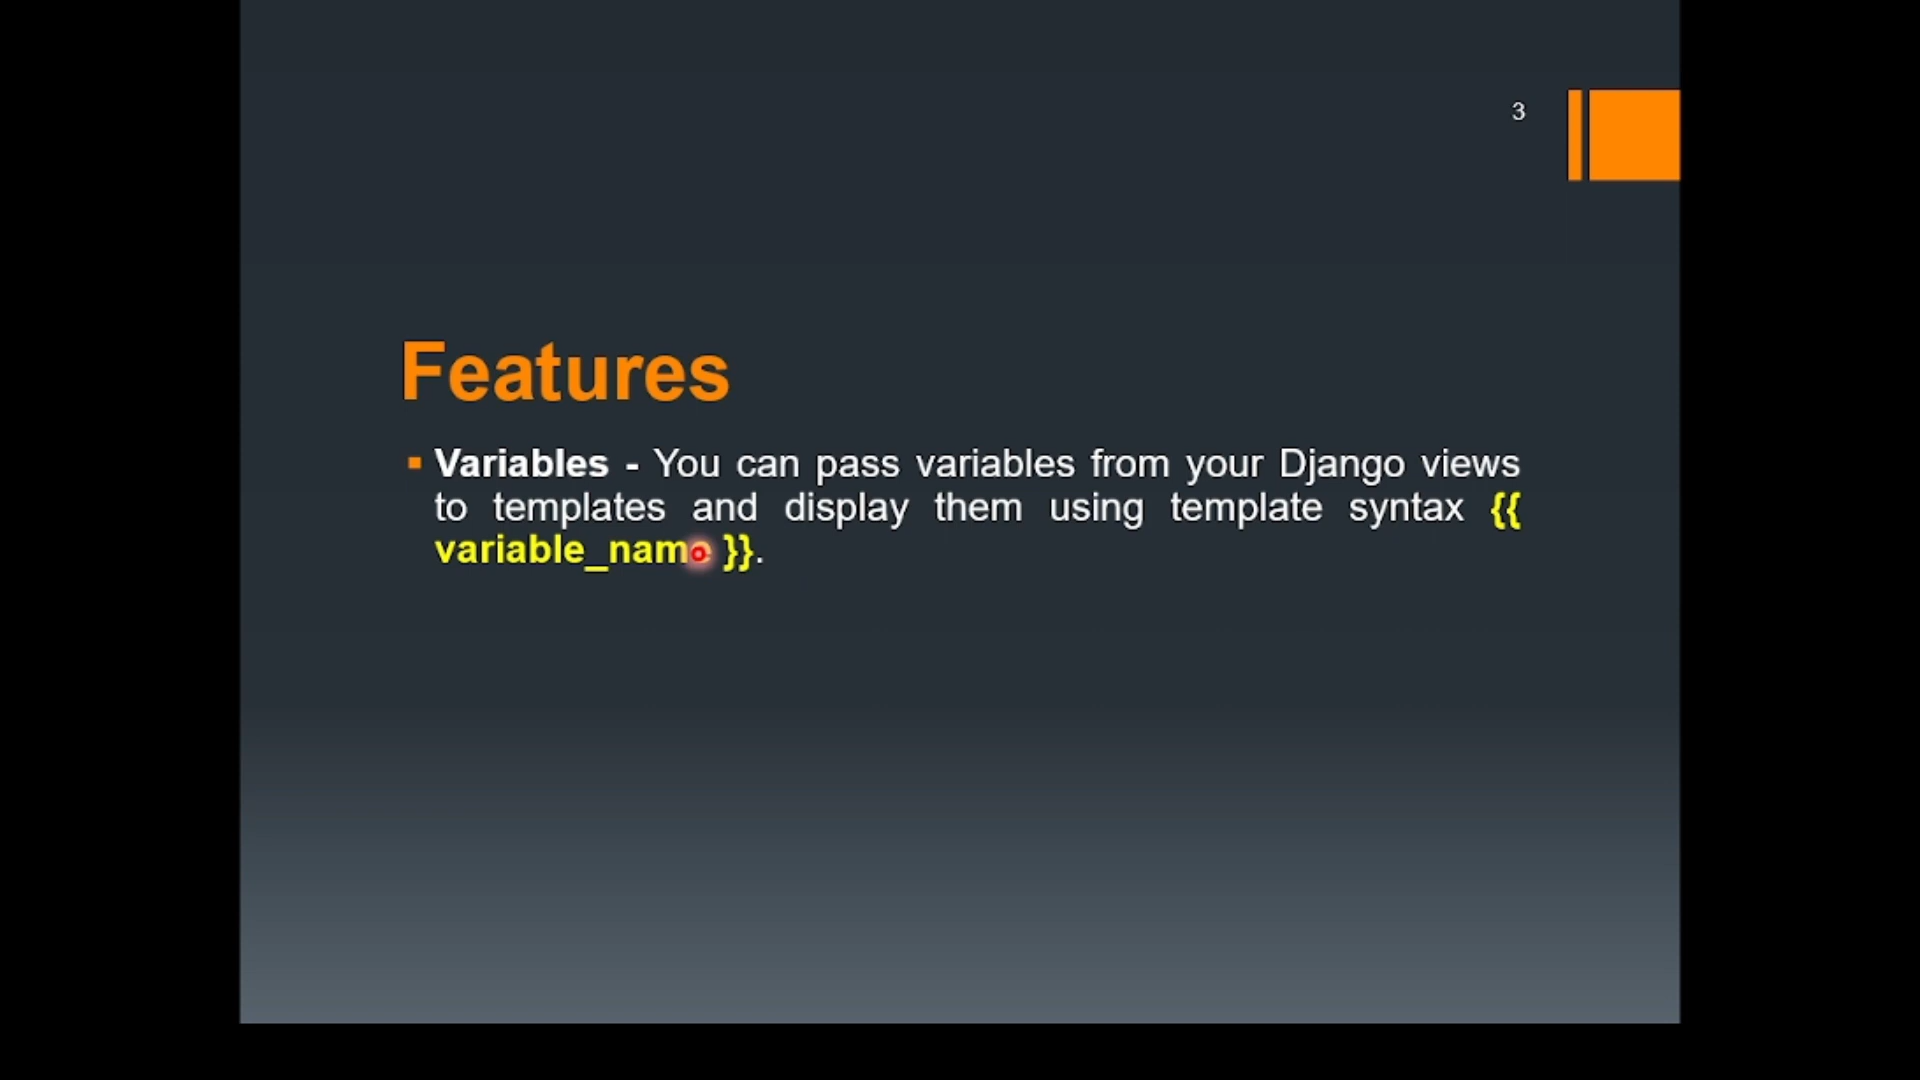 3
Features
Variables - You can pass variables from your Django views
to templates and display them using template syntax {{
variable_name }}.